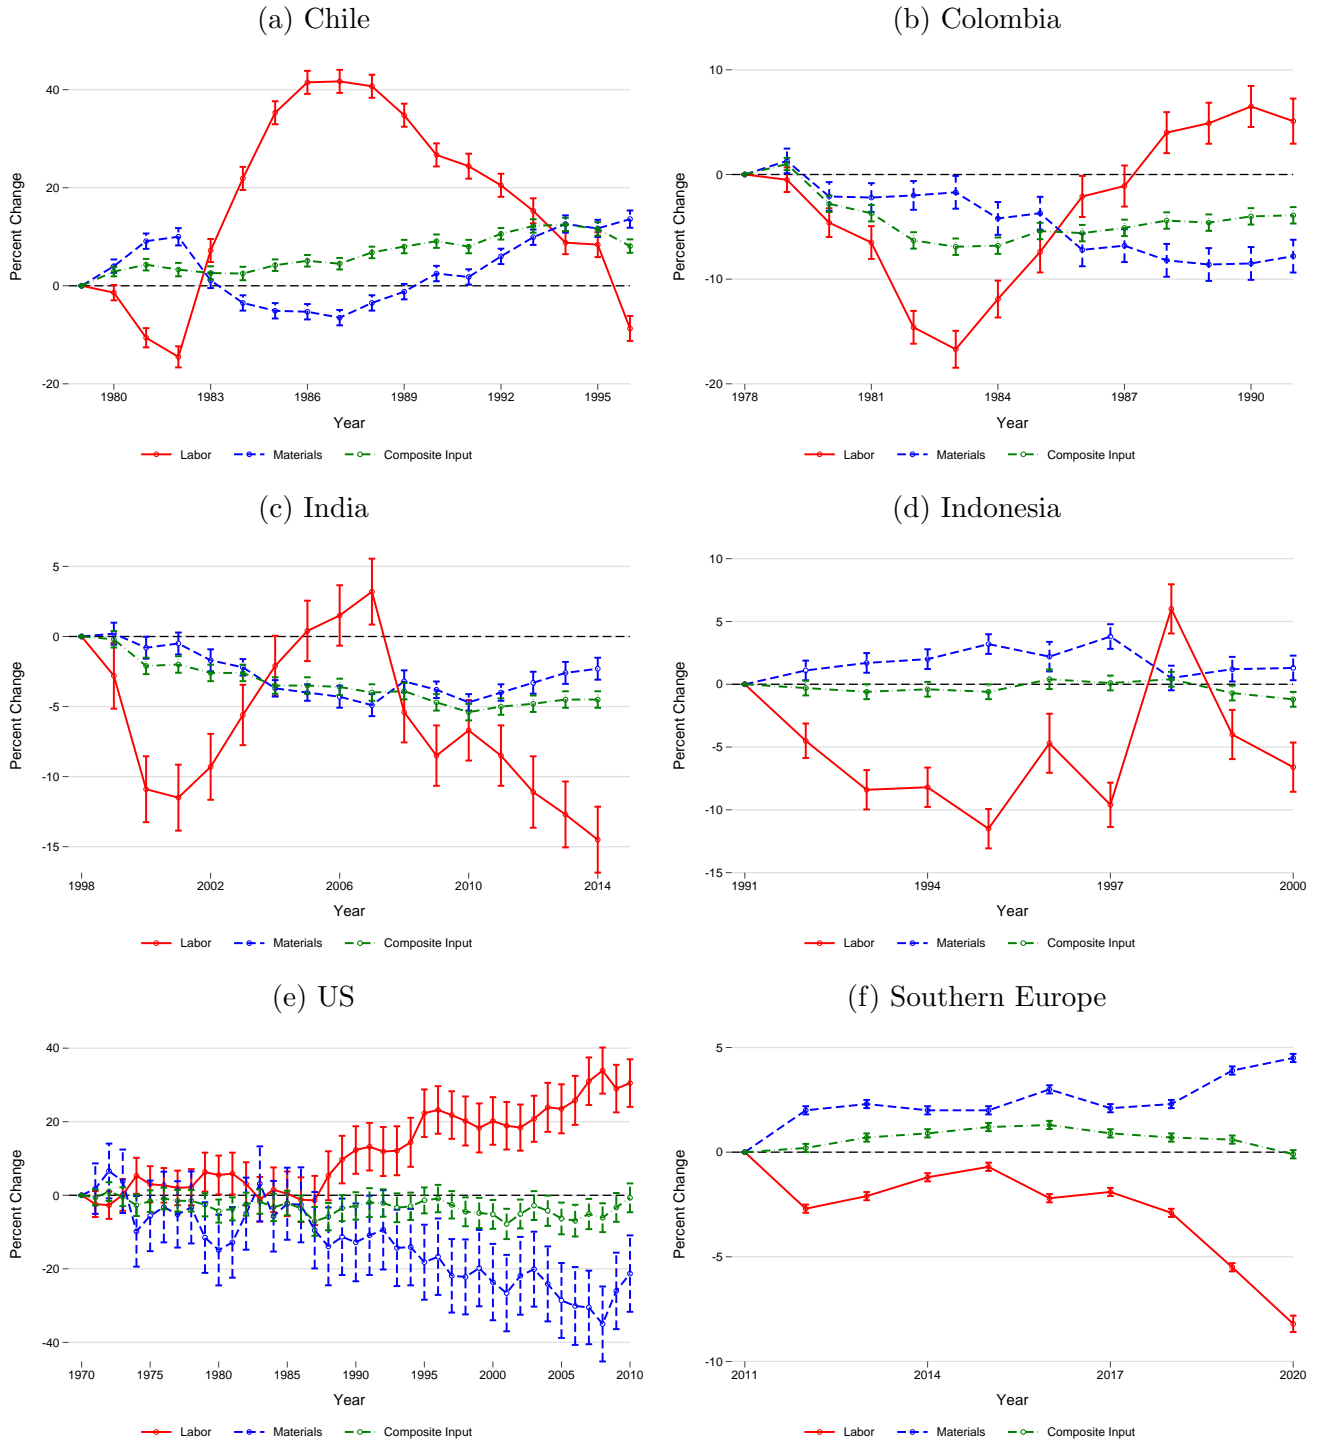 (a) Chile
Percent Change
40
20
0
-20
1980 1983 1986 1989 1992 1995
Year
Labor Materials Composite Input
(b) Colombia
Percent Change
10
0
-10
-20
1978 1981 1984 1987 1990
Year
Labor Materials Composite Input
(c) India
Percent Change
5
0
-5
-10
-15
1998 2002 2006 2010 2014
Year
Labor Materials Composite Input
(d) Indonesia
Percent Change
10
5
0
-5
-10
-15
1991 1994 1997 2000
Year
Labor Materials Composite Input
(e) US
Percent Change
40
20
0
-20
-40
1970 1975 1980 1985 1990 1995 2000 2005 2010
Year
Labor Materials Composite Input
(f) Southern Europe
Percent Change
5
0
-5
-10
2011 2014 2017 2020
Year
Labor Materials Composite Input